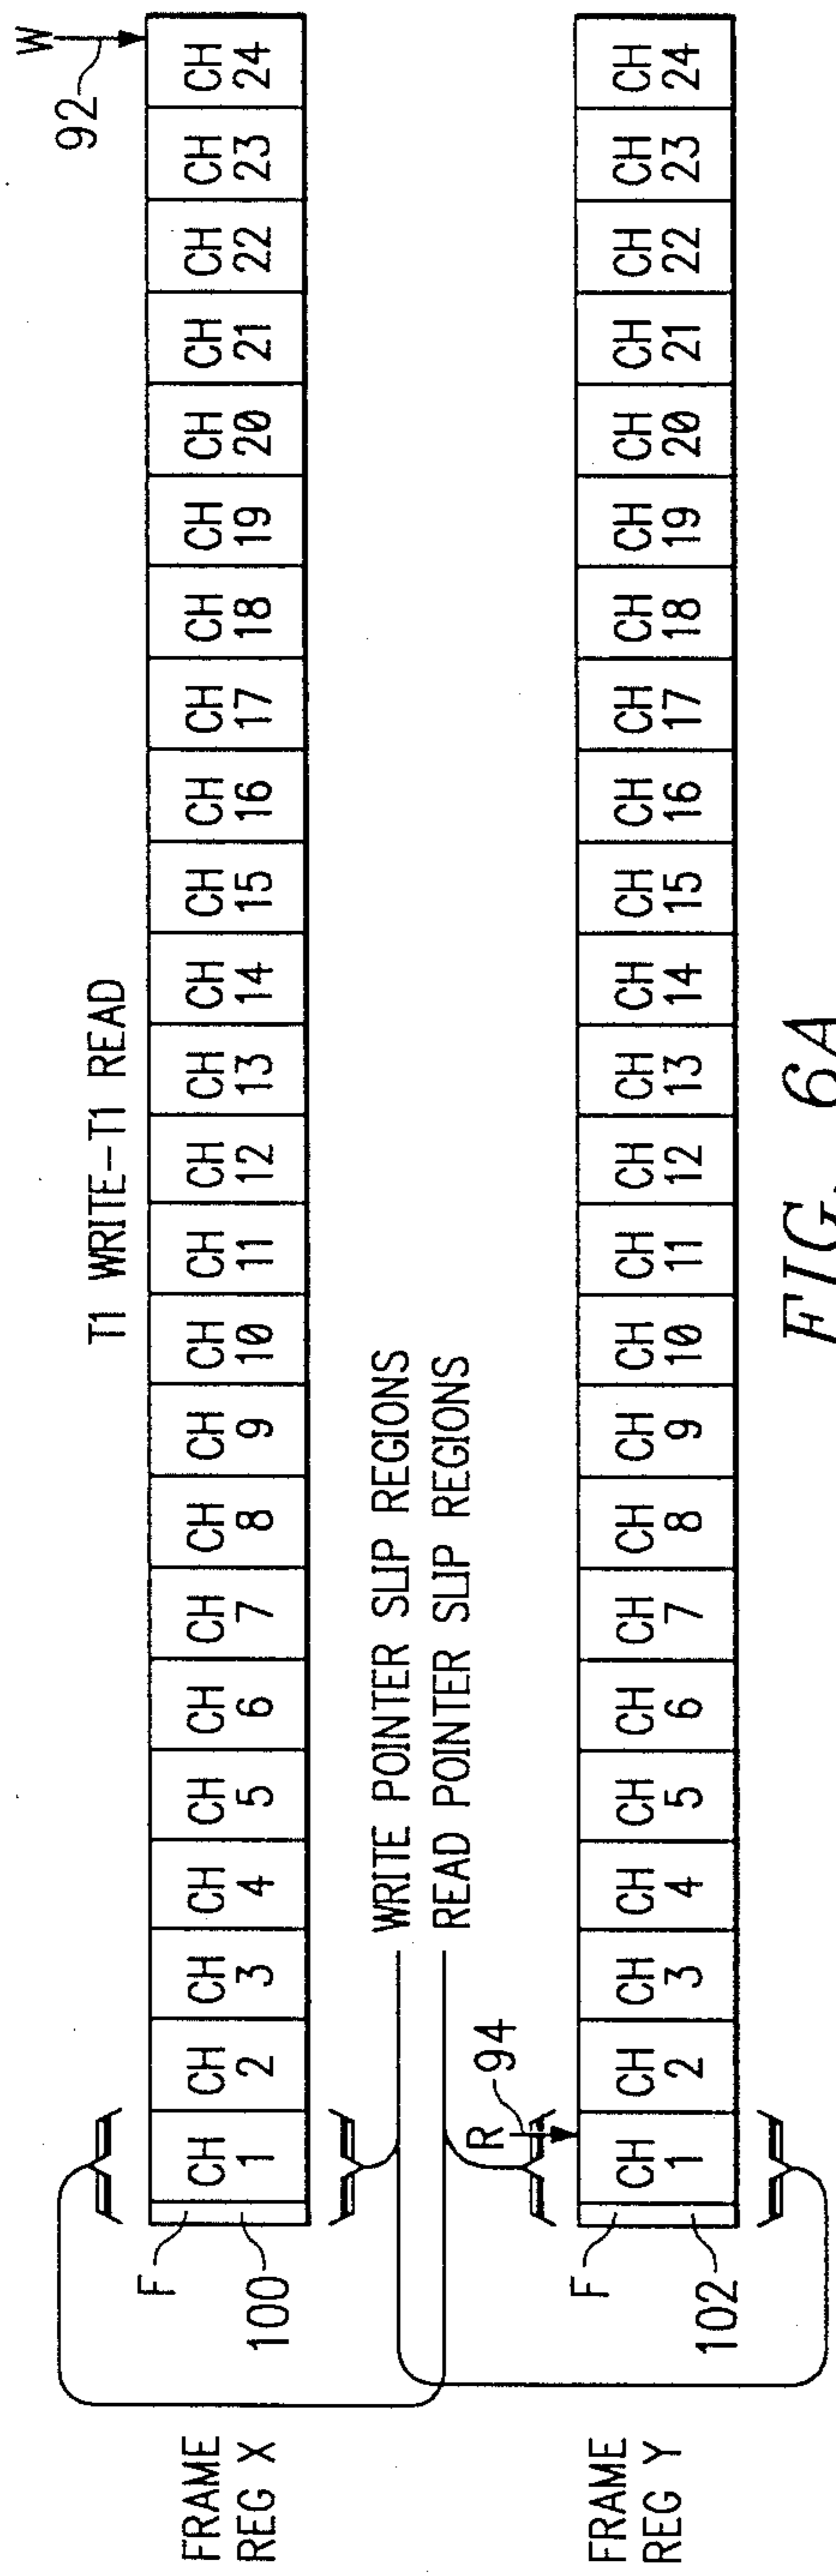 T1 WRITE-T1 READ
W
92
FRAME
REG X
F
100
CH 1
CH 2
CH 3
CH 4
CH 5
CH 6
CH 7
CH 8
CH 9
CH 10
CH 11
CH 12
CH 13
CH 14
CH 15
CH 16
CH 17
CH 18
CH 19
CH 20
CH 21
CH 22
CH 23
CH 24
WRITE POINTER SLIP REGIONS
READ POINTER SLIP REGIONS
R
94
FRAME
REG Y
F
102
CH 1
CH 2
CH 3
CH 4
CH 5
CH 6
CH 7
CH 8
CH 9
CH 10
CH 11
CH 12
CH 13
CH 14
CH 15
CH 16
CH 17
CH 18
CH 19
CH 20
CH 21
CH 22
CH 23
CH 24
FIG. 6A